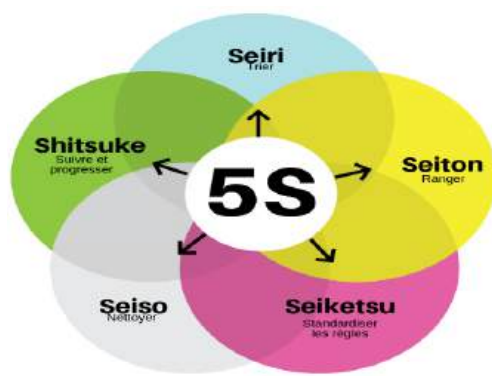 Seiri
Trier
Shitsuke
Suivre et
progresser
5S
Seiton
Ranger
Seiso
Nettoyer
Seiketsu
Standardiser
les règles